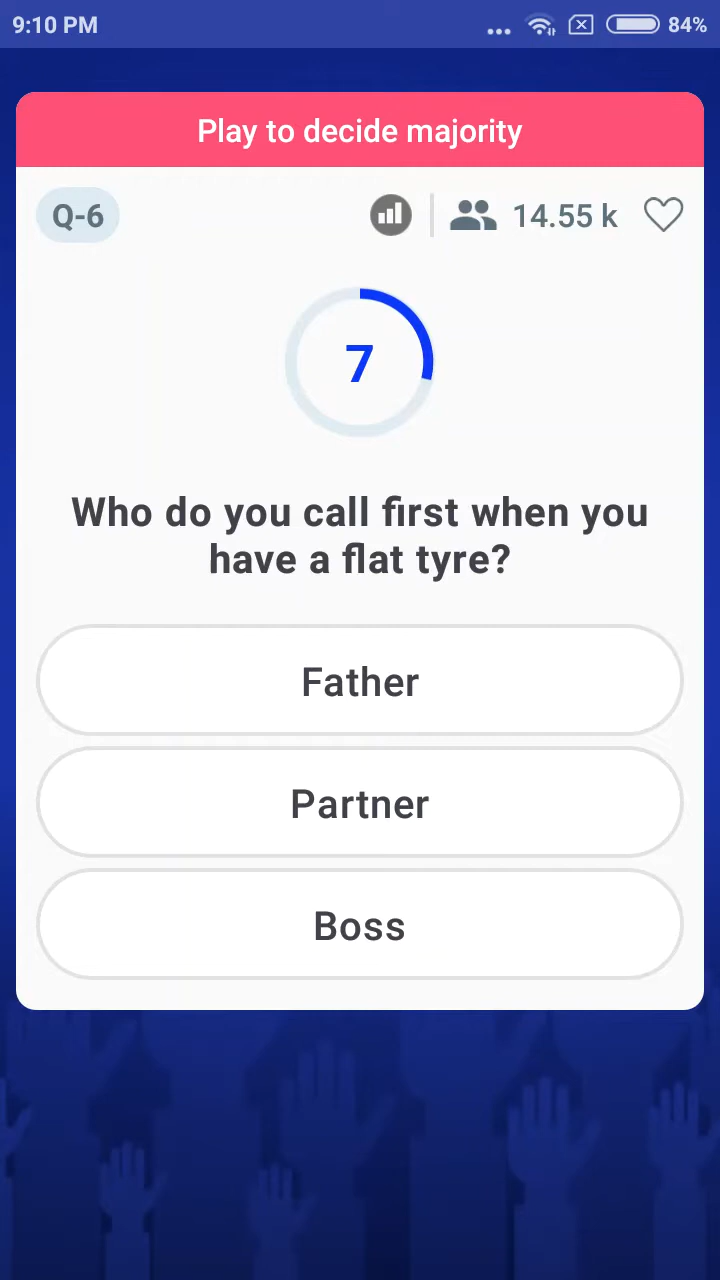 9:10 PM
... 84%
Play to decide majority
Q-6
14.55 k
7
Who do you call first when you
have a flat tyre?
Father
Partner
Boss